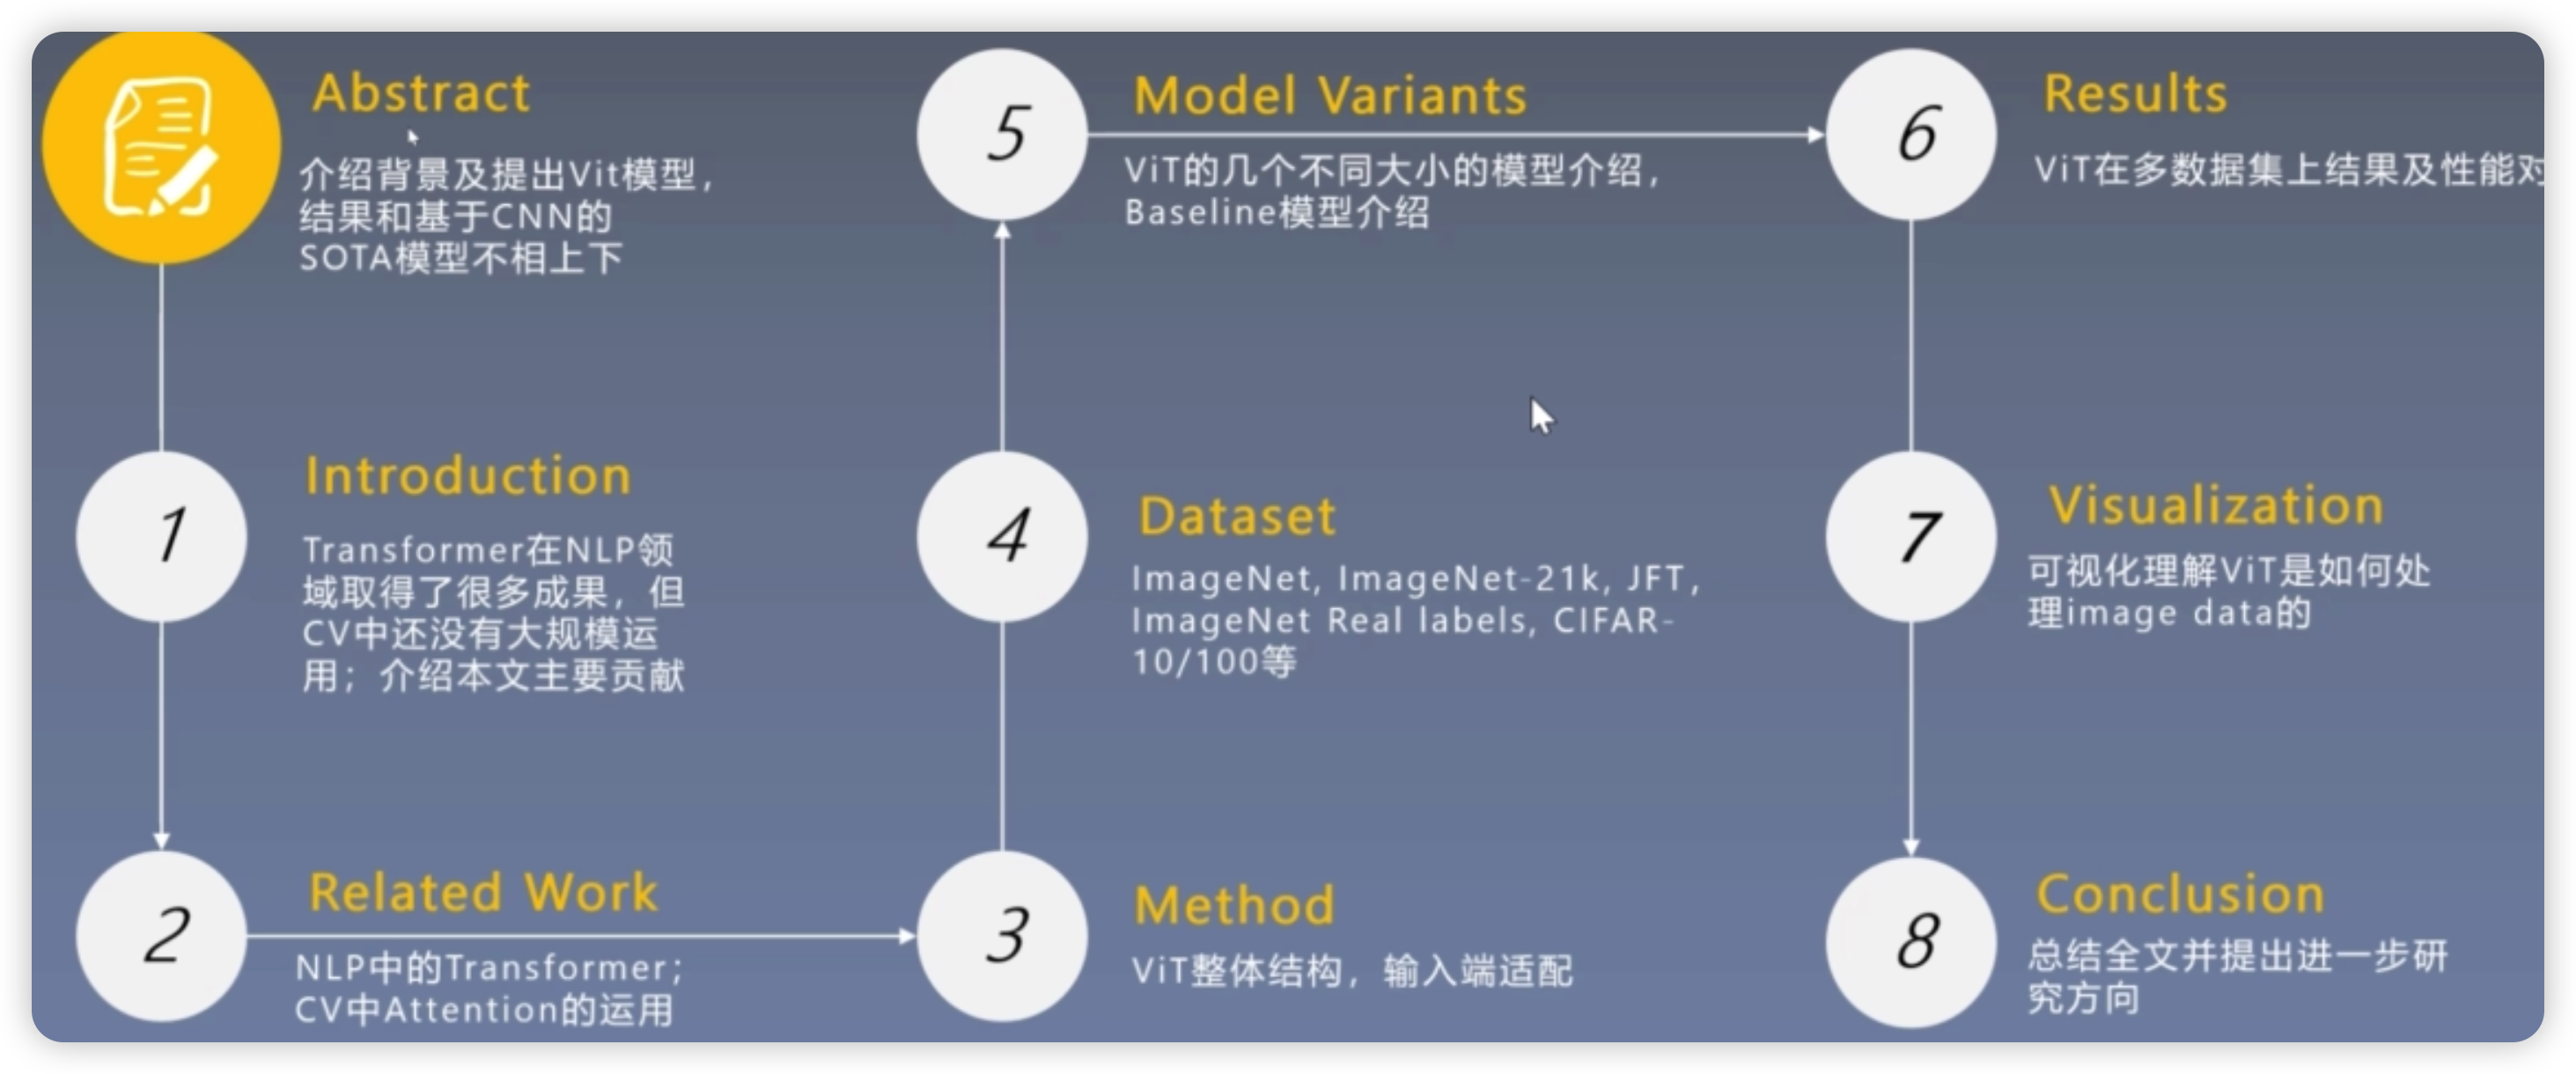 Abstract
介绍背景及提出Vit模型，
结果和基于CNN的
SOTA模型不相上下
1
Introduction
Transformer在NLP领
域取得了很多成果，但
CV中还没有大规模运
用；介绍本文主要贡献
2
Related Work
NLP中的Transformer；
CV中Attention的运用
3
Method
ViT整体结构，输入端适配
4
Dataset
ImageNet, ImageNet-21k, JFT,
ImageNet Real labels, CIFAR-
10/100等
5
Model Variants
ViT的几个不同大小的模型介绍，
Baseline模型介绍
6
Results
ViT在多数据集上结果及性能对
7
Visualization
可视化理解ViT是如何处
理image data的
8
Conclusion
总结全文并提出进一步研
究方向